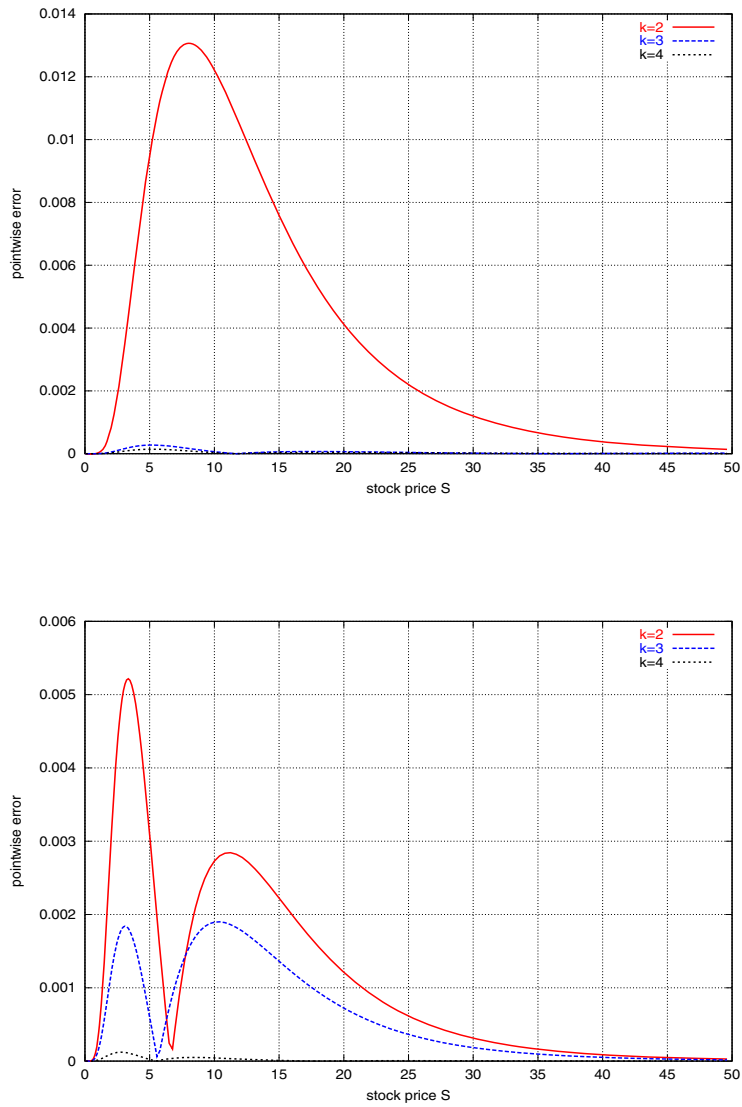 0.014
0.012
0.01
0.008
0.006
0.004
0.002
0
pointwise error
k=2
k=3
k=4
0 5 10 15 20 25 30 35 40 45 50
stock price S
0.006
0.005
0.004
0.003
0.002
0.001
0
pointwise error
k=2
k=3
k=4
0 5 10 15 20 25 30 35 40 45 50
stock price S